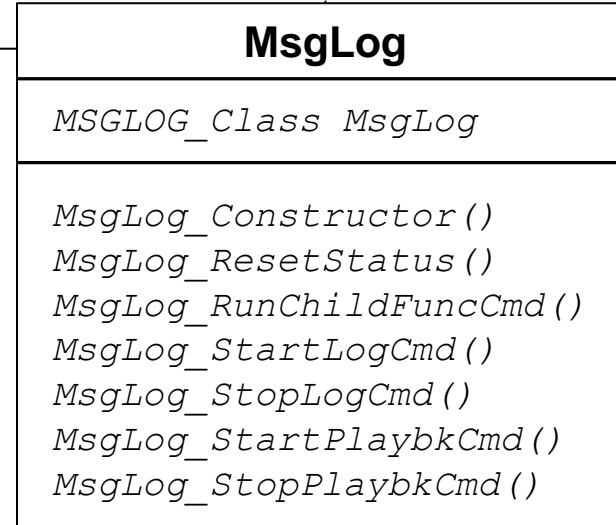 MsgLog
MSGLOG_Class MsgLog
MsgLog_Constructor()
MsgLog_ResetStatus()
MsgLog_RunChildFuncCmd()
MsgLog_StartLogCmd()
MsgLog_StopLogCmd()
MsgLog_StartPlaybkCmd()
MsgLog_StopPlaybkCmd()